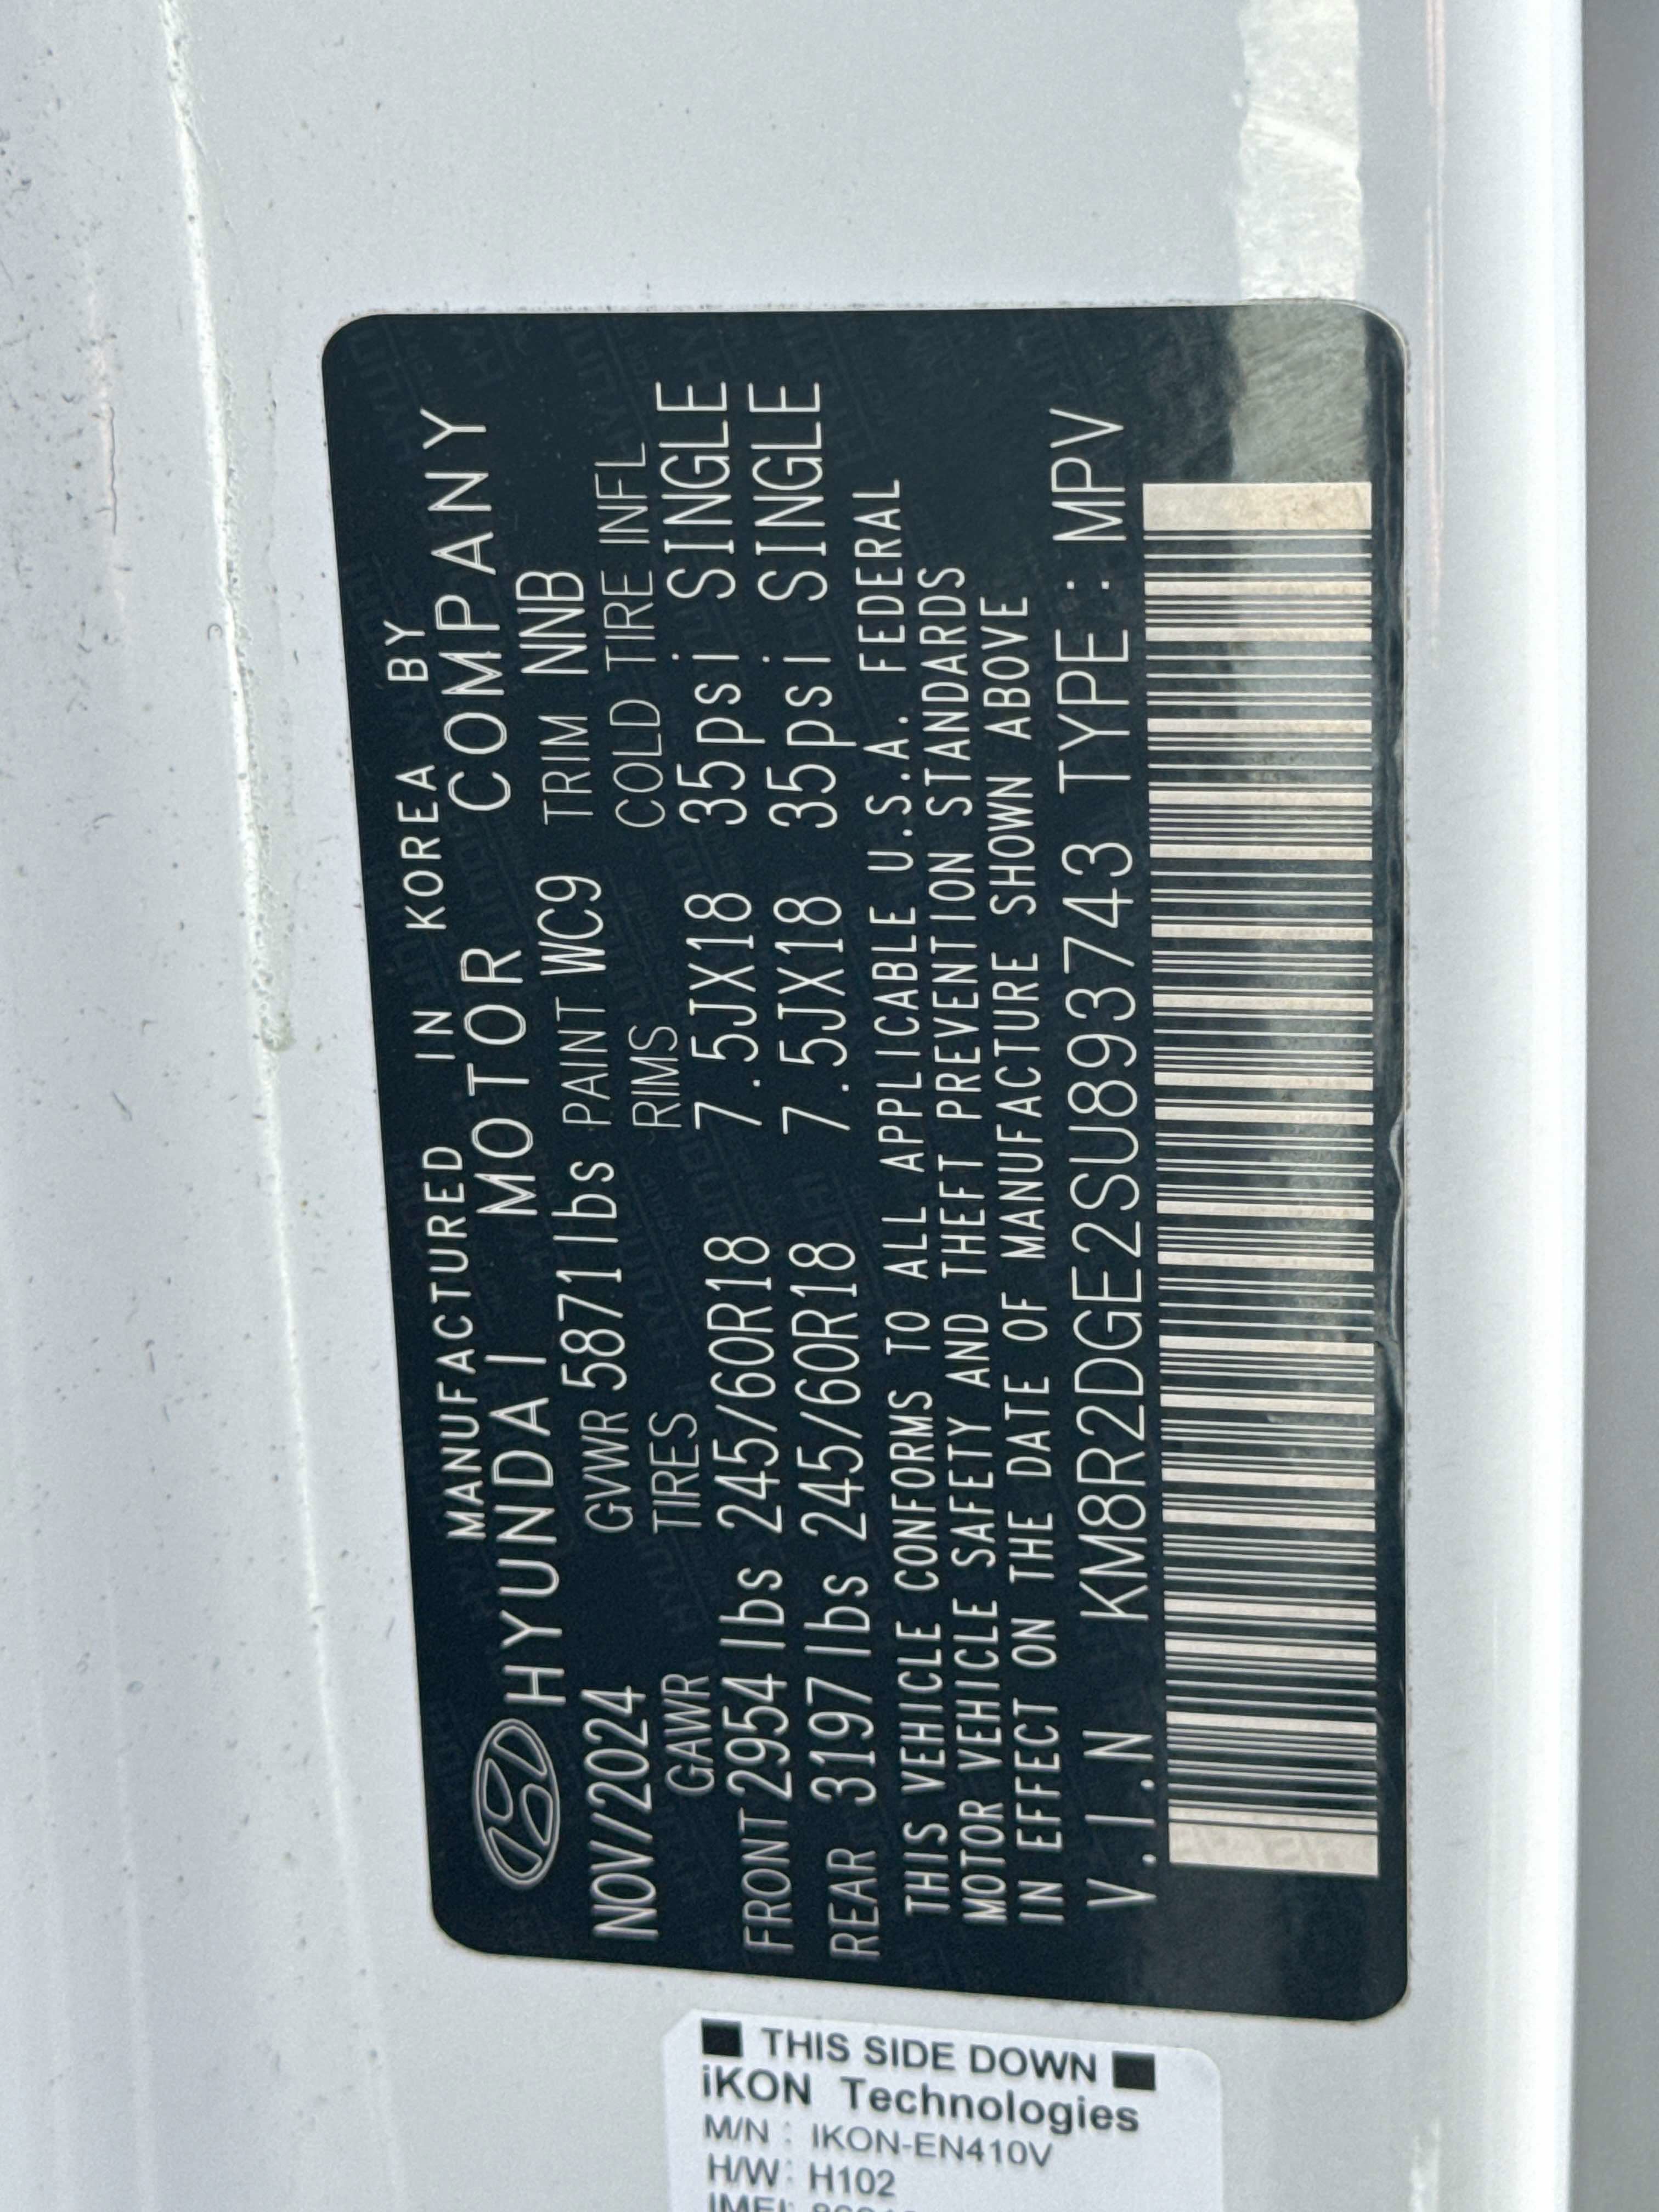 MANUFACTURED IN KOREA BY
HYUNDAI MOTOR COMPANY
NOV/2024 GVWR 5871lbs PAINT WC9 TRIM NNB
GAWR TIRES RIMS COLD TIRE INFL
FRONT 2954 lbs 245/60R18 7.5JX18 35psi SINGLE
REAR 3197 lbs 245/60R18 7.5JX18 35psi SINGLE
THIS VEHICLE CONFORMS TO ALL APPLICABLE U.S.A. FEDERAL
MOTOR VEHICLE SAFETY AND THEFT PREVENTION STANDARDS
IN EFFECT ON THE DATE OF MANUFACTURE SHOWN ABOVE
V.I.N KM8R2DGE2SU893743 TYPE: MPV
THIS SIDE DOWN
iKON Technologies
M/N : IKON-EN410V
H/W: H102
IMEI: